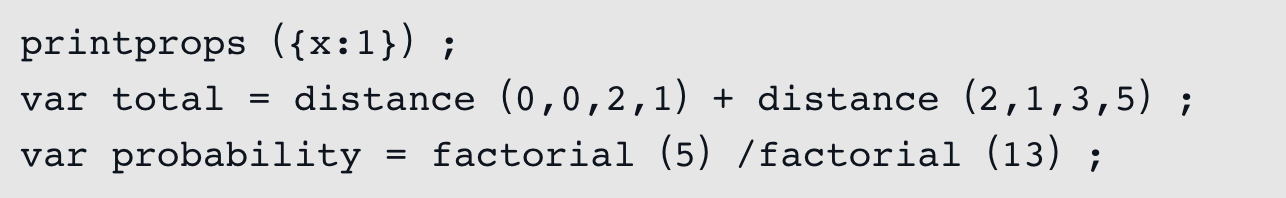 printprops ({x:1}) ;
var total = distance (0,0,2,1) + distance (2,1,3,5) ;
var probability = factorial (5) /factorial (13) ;